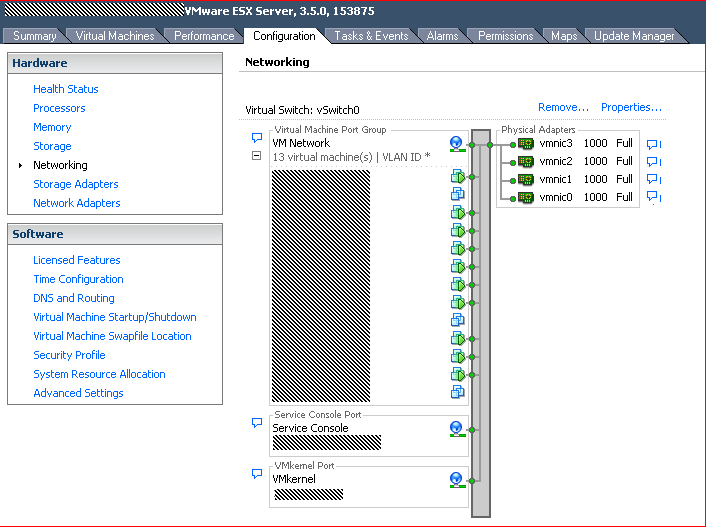 VMware ESX Server, 3.5.0, 153875
Summary Virtual Machines Performance Configuration Tasks & Events Alarms Permissions Maps Update Manager
Hardware
Health Status
Processors
Memory
Storage
Networking
Storage Adapters
Network Adapters
Software
Licensed Features
Time Configuration
DNS and Routing
Virtual Machine Startup/Shutdown
Virtual Machine Swapfile Location
Security Profile
System Resource Allocation
Advanced Settings
Networking
Virtual Switch: vSwitch0 Remove... Properties...
Virtual Machine Port Group
VM Network
13 virtual machine(s) | VLAN ID *
Physical Adapters
vmnic3 1000 Full
vmnic2 1000 Full
vmnic1 1000 Full
vmnic0 1000 Full
Service Console Port
Service Console
VMkernel Port
VMkernel